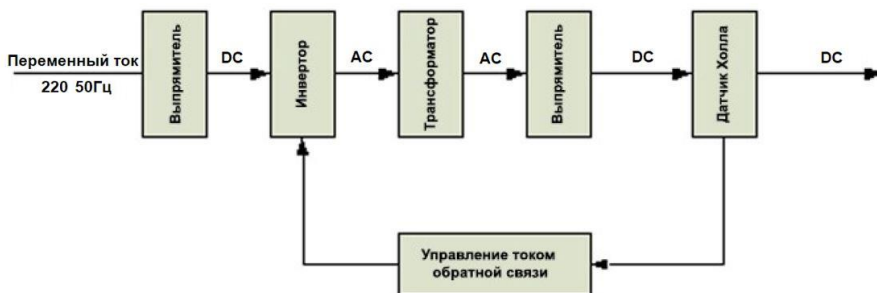 Переменный ток
220 50Гц
Выпрямитель
DC
Инвертор
AC
Трансформатор
AC
Выпрямитель
DC
Датчик Холла
DC
Управление током
обратной связи